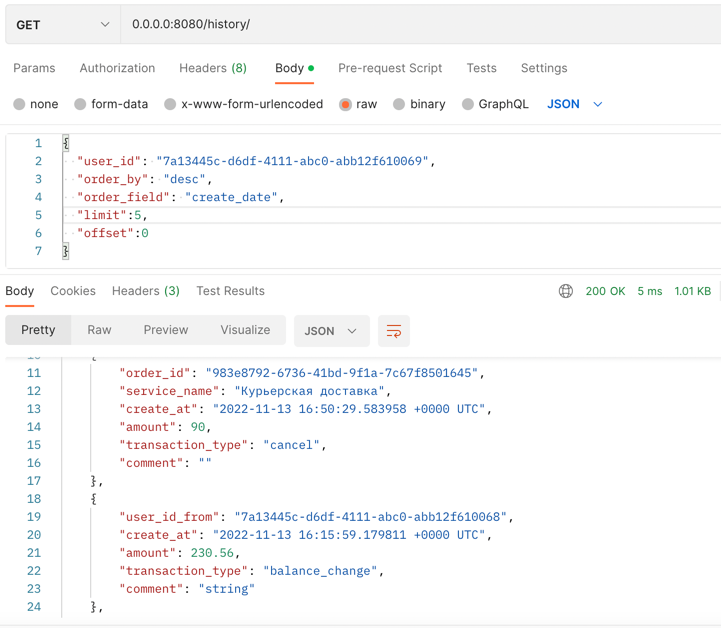 GET 0.0.0.0:8080/history/
Params Authorization Headers (8) Body Pre-request Script Tests Settings
none form-data x-www-form-urlencoded raw binary GraphQL JSON
1 {
2 "user_id": "7a13445c-d6df-4111-abc0-abb12f610069",
3 "order_by": "desc",
4 "order_field": "create_date",
5 "limit":5,
6 "offset":0
7 }
Body Cookies Headers (3) Test Results 200 OK 5 ms 1.01 KB
Pretty Raw Preview Visualize JSON
10 {
11 "order_id": "983e8792-6736-41bd-9f1a-7c67f8501645",
12 "service_name": "Курьерская доставка",
13 "create_at": "2022-11-13 16:50:29.583958 +0000 UTC",
14 "amount": 90,
15 "transaction_type": "cancel",
16 "comment": ""
17 },
18 {
19 "user_id_from": "7a13445c-d6df-4111-abc0-abb12f610068",
20 "create_at": "2022-11-13 16:15:59.179811 +0000 UTC",
21 "amount": 230.56,
22 "transaction_type": "balance_change",
23 "comment": "string"
24 },